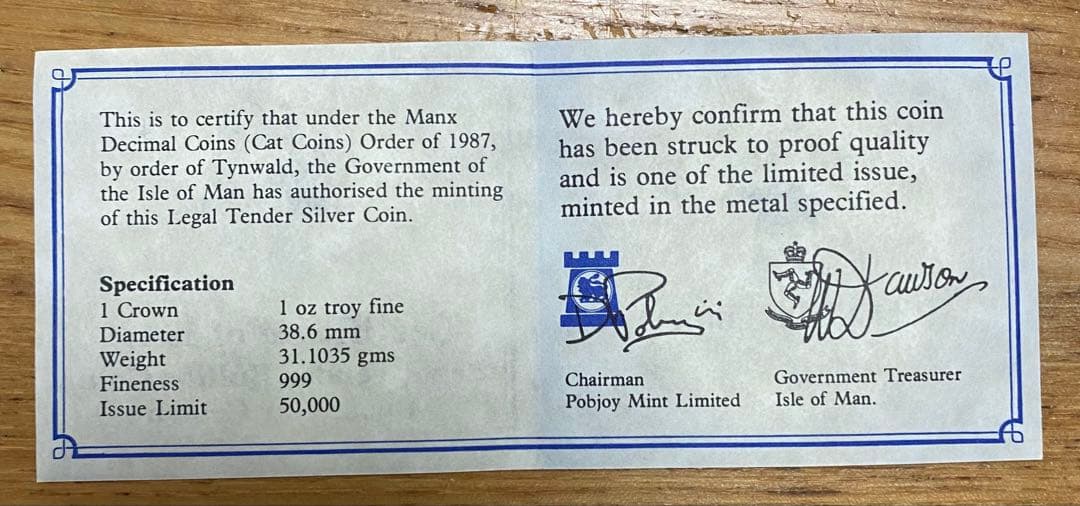 This is to certify that under the Manx
Decimal Coins (Cat Coins) Order of 1987,
by order of Tynwald, the Government of
the Isle of Man has authorised the minting
of this Legal Tender Silver Coin.
Specification
1 Crown 1 oz troy fine
Diameter 38.6 mm
Weight 31.1035 gms
Fineness 999
Issue Limit 50,000
We hereby confirm that this coin
has been struck to proof quality
and is one of the limited issue,
minted in the metal specified.
Chairman
Pobjoy Mint Limited
Government Treasurer
Isle of Man.